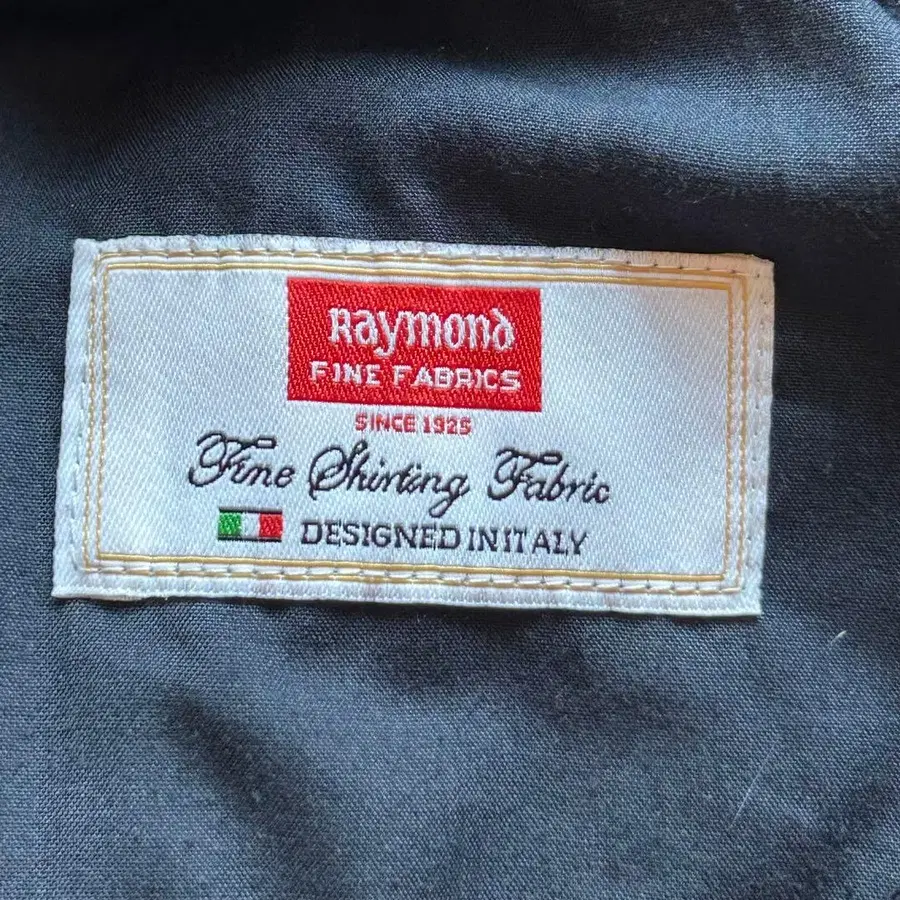 Raymond
FINE FABRICS
SINCE 1925
Fine Shirting Fabric
DESIGNED IN ITALY